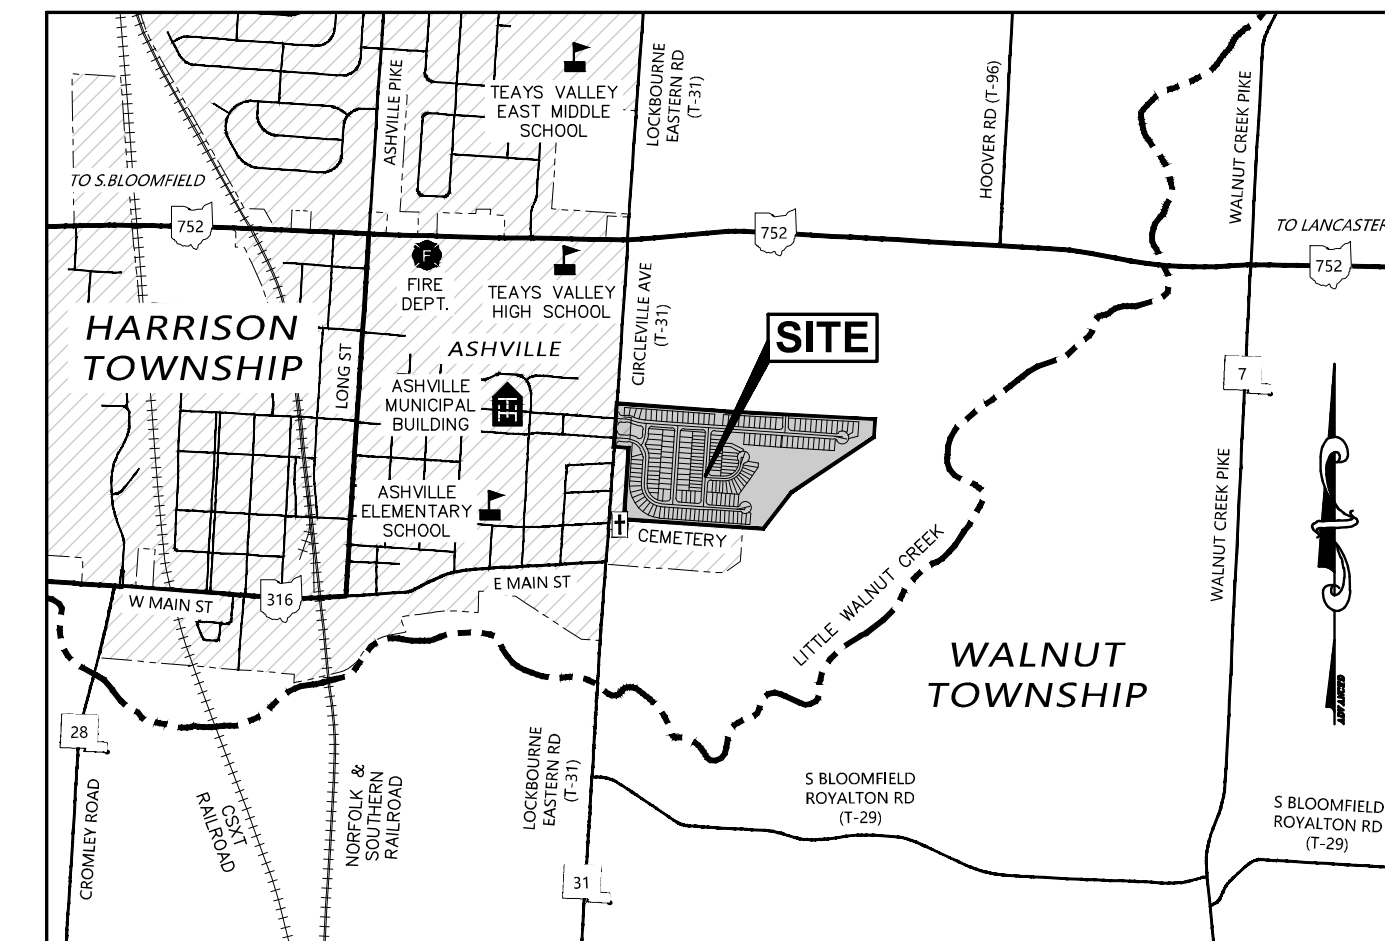 LOCKBOURNE
EASTERN RD
(T-31)
ASHVILLE PIKE
TEAYS VALLEY
EAST MIDDLE
SCHOOL
HOOVER RD (T-96)
WALNUT CREEK PIKE
TO S.BLOOMFIELD
752
752
TO LANCASTER
752
F
FIRE
DEPT.
TEAYS VALLEY
HIGH SCHOOL
CIRCLEVILLE AVE
(T-31)
HARRISON
TOWNSHIP
LONG ST
ASHVILLE
SITE
7
ASHVILLE
MUNICIPAL
BUILDING
ASHVILLE
ELEMENTARY
SCHOOL
CEMETERY
WALNUT CREEK PIKE
LITTLE WALNUT CREEK
E MAIN ST
W MAIN ST
316
WALNUT
TOWNSHIP
28
CROMLEY ROAD
CSXT
RAILROAD
NORFOLK &
SOUTHERN
RAILROAD
LOCKBOURNE
EASTERN RD
(T-31)
31
S BLOOMFIELD
ROYALTON RD
(T-29)
S BLOOMFIELD
ROYALTON RD
(T-29)